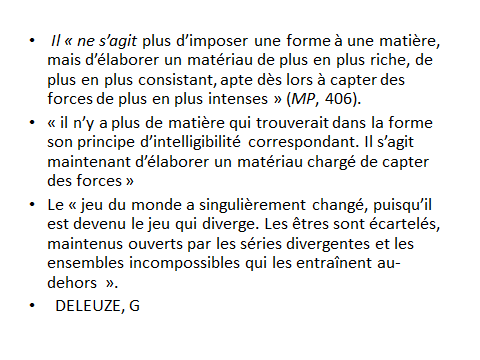 • Il « ne s’agit plus d’imposer une forme à une matière,
mais d’élaborer un matériau de plus en plus riche, de
plus en plus consistant, apte dès lors à capter des
forces de plus en plus intenses » (MP, 406).
• « il n’y a plus de matière qui trouverait dans la forme
son principe d’intelligibilité correspondant. Il s’agit
maintenant d’élaborer un matériau chargé de capter
des forces »
• Le « jeu du monde a singulièrement changé, puisqu’il
est devenu le jeu qui diverge. Les êtres sont écartelés,
maintenus ouverts par les séries divergentes et les
ensembles incompossibles qui les entraînent au-
dehors ».
• DELEUZE, G